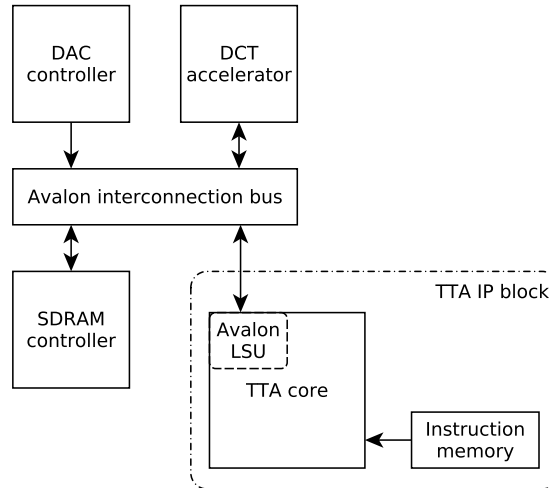 DAC
controller
DCT
accelerator
Avalon interconnection bus
SDRAM
controller
TTA IP block
Avalon
LSU
TTA core
Instruction
memory